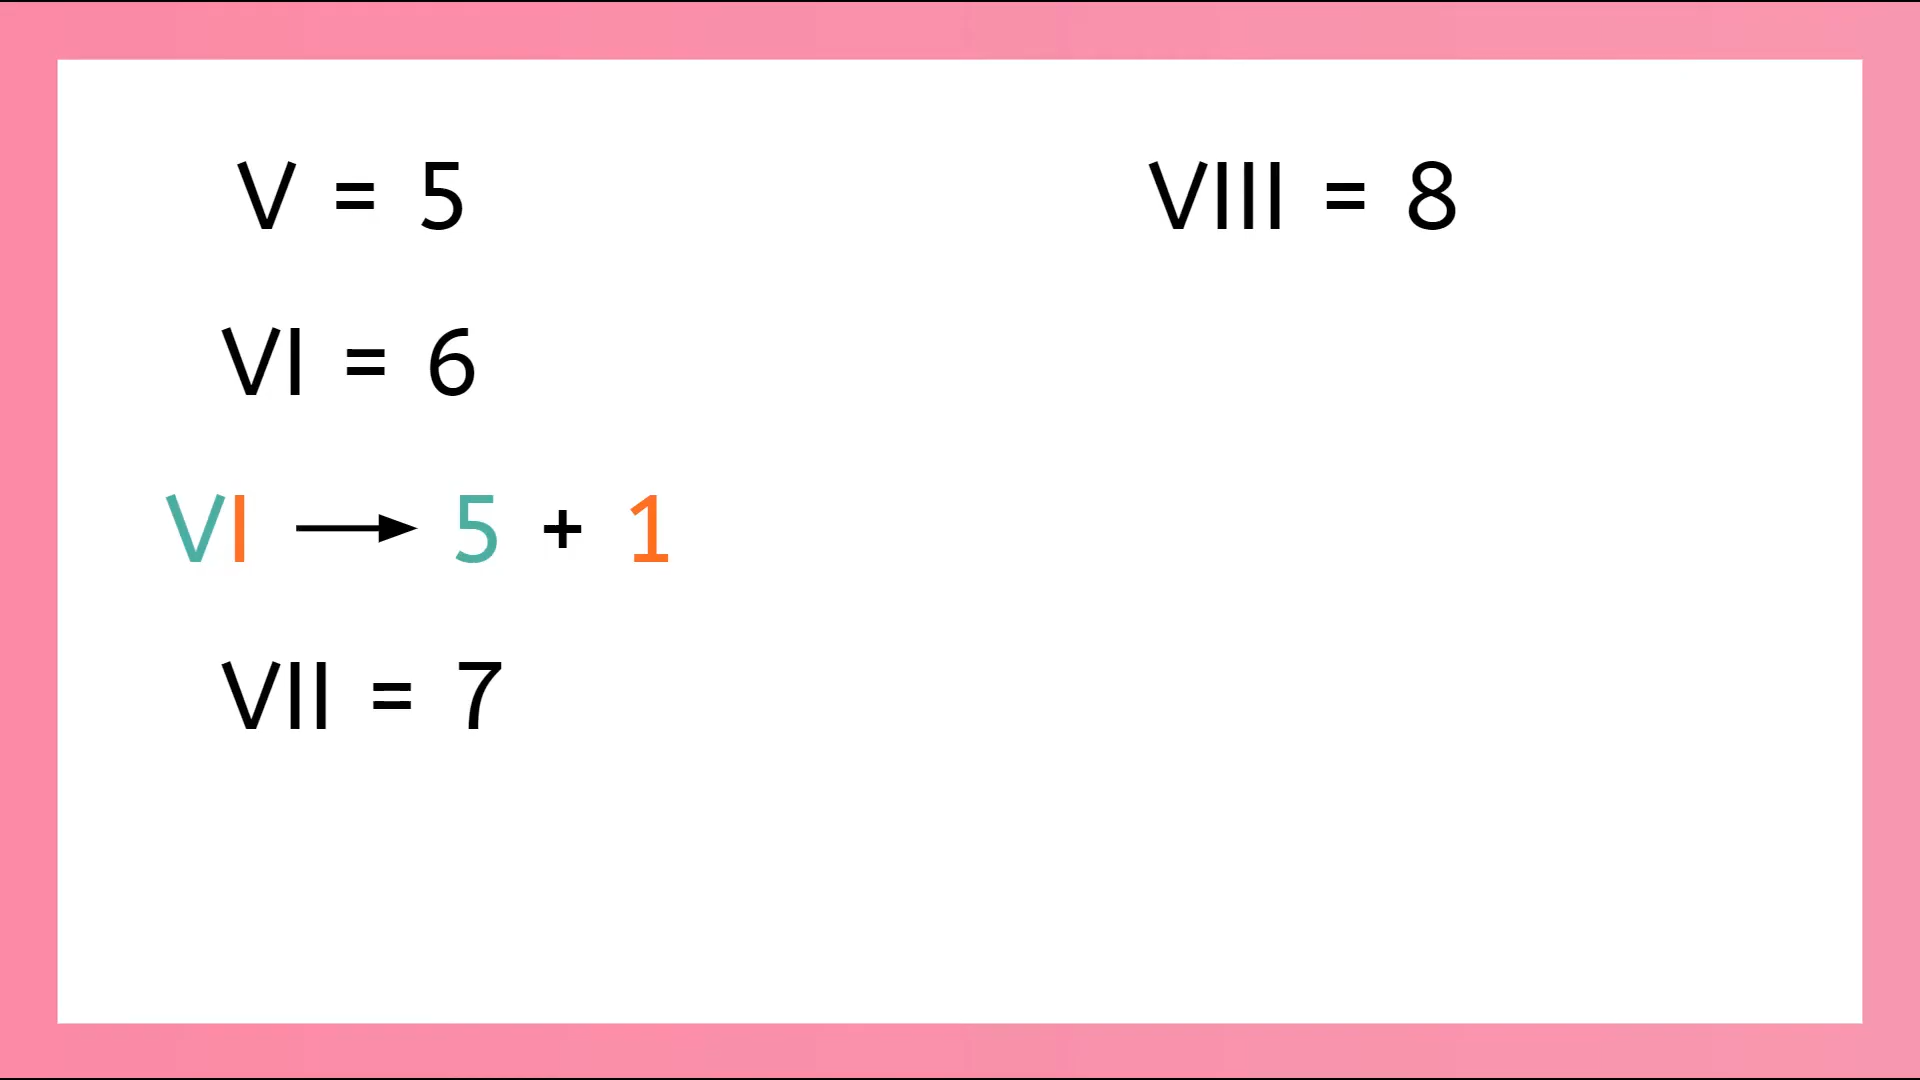 V = 5
VI = 6
VI → 5 + 1
VII = 7
VIII = 8